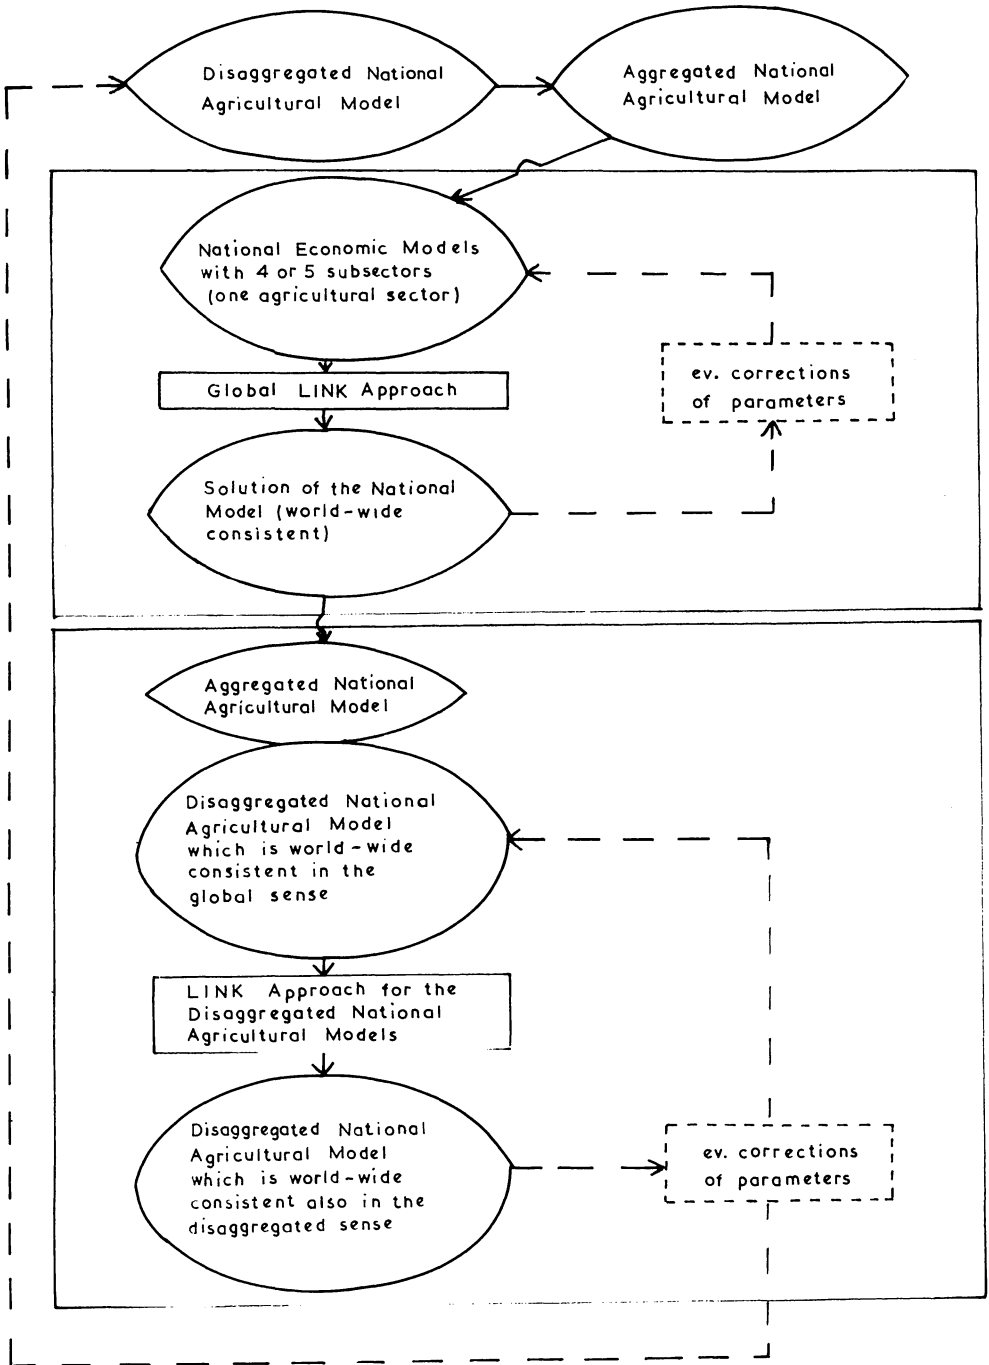 Disaggregated National
Agricultural Model
Aggregated National
Agricultural Model
National Economic Models
with 4 or 5 subsectors
(one agricultural sector)
Global LINK Approach
ev. corrections
of parameters
Solution of the National
Model (world-wide
consistent)
Aggregated National
Agricultural Model
Disaggregated National
Agricultural Model
which is world-wide
consistent in the
global sense
LINK Approach for the
Disaggregated National
Agricultural Models
Disaggregated National
Agricultural Model
which is world-wide
consistent also in the
disaggregated sense
ev. corrections
of parameters